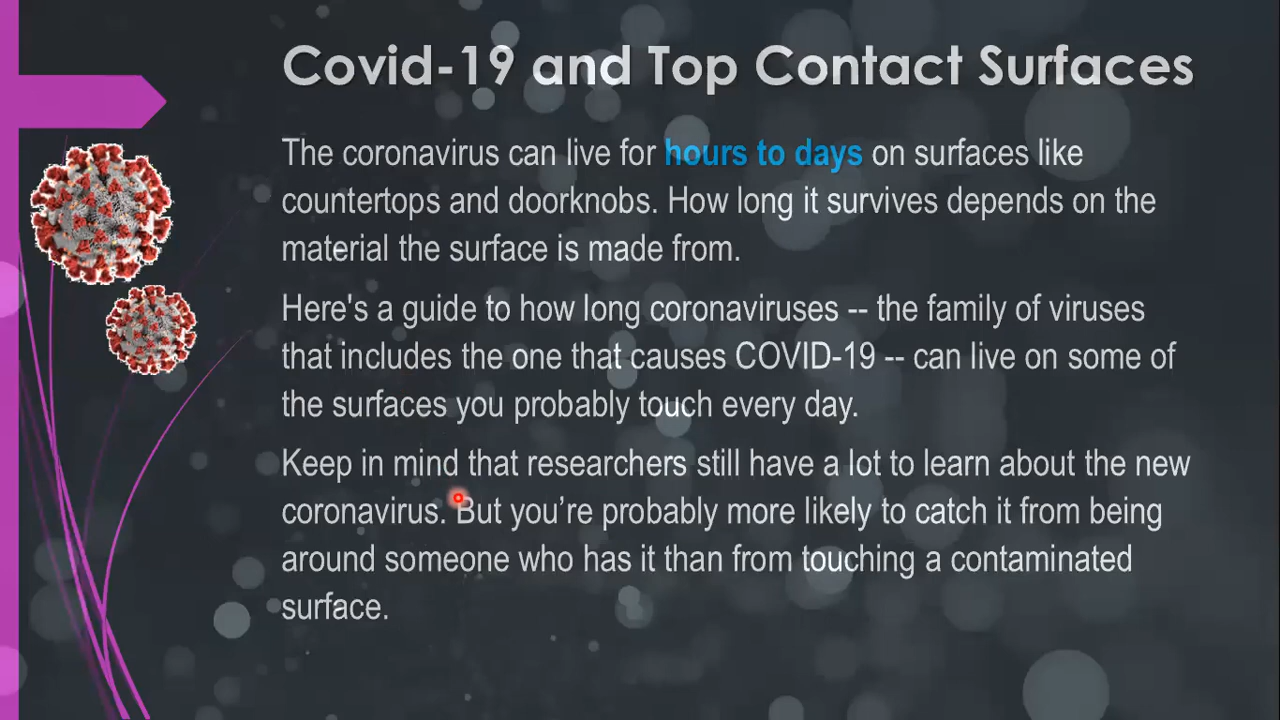 Covid-19 and Top Contact Surfaces
The coronavirus can live for hours to days on surfaces like
countertops and doorknobs. How long it survives depends on the
material the surface is made from.
Here's a guide to how long coronaviruses -- the family of viruses
that includes the one that causes COVID-19 -- can live on some of
the surfaces you probably touch every day.
Keep in mind that researchers still have a lot to learn about the new
coronavirus. But you’re probably more likely to catch it from being
around someone who has it than from touching a contaminated
surface.